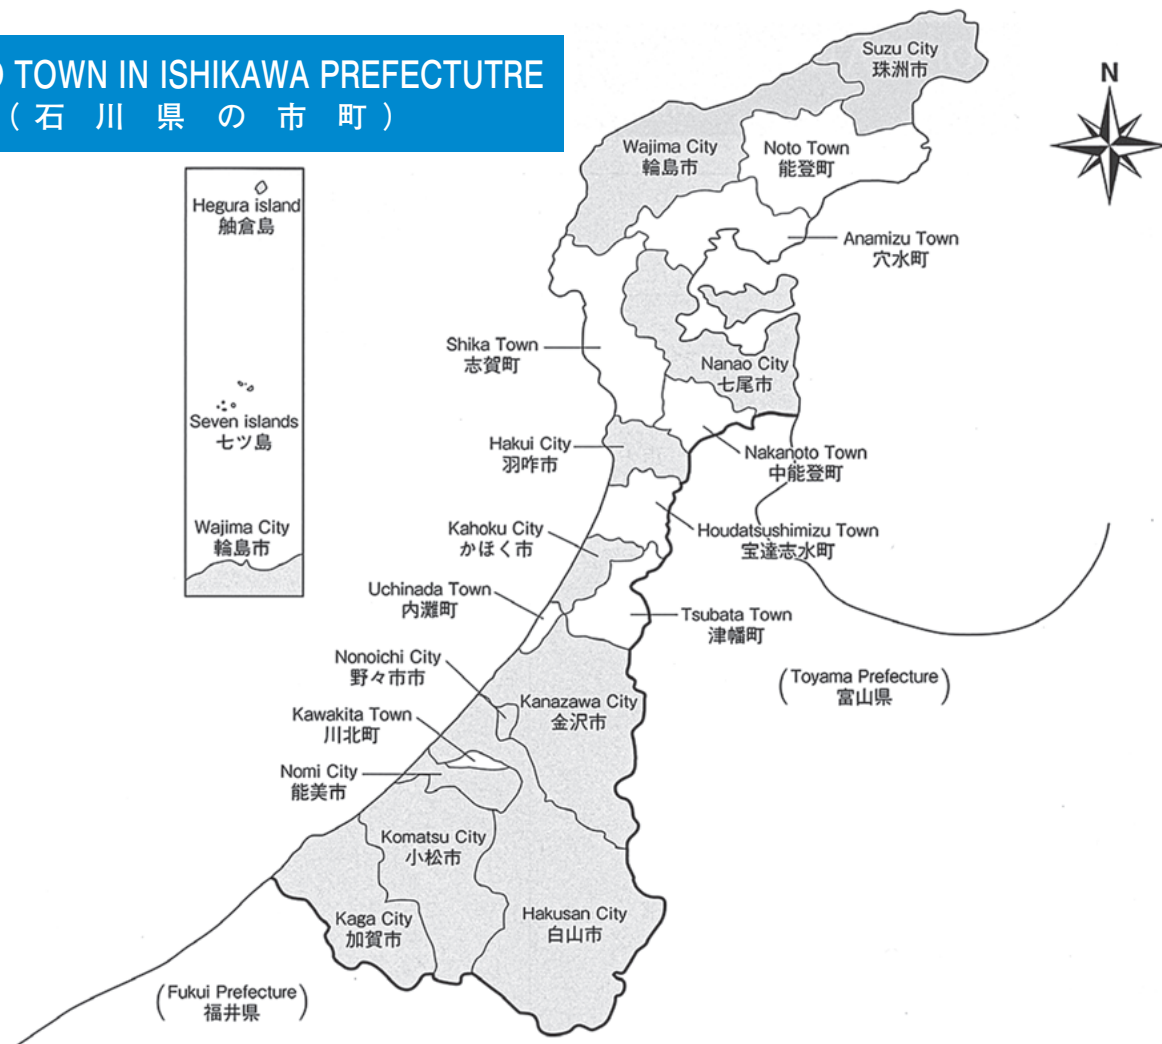 TOWN IN ISHIKAWA PREFECTUTRE
(石川県の市町)
N
Suzu City
珠洲市
Wajima City
輪島市
Noto Town
能登町
Hegura island
舳倉島
Anamizu Town
穴水町
Shika Town
志賀町
Nanao City
七尾市
Seven islands
七ツ島
Hakui City
羽咋市
Nakanoto Town
中能登町
Wajima City
輪島市
Kahoku City
かほく市
Houdatsushimizu Town
宝達志水町
Uchinada Town
内灘町
Tsubata Town
津幡町
Nonoichi City
野々市市
(Toyama Prefecture)
富山県
Kanazawa City
金沢市
Kawakita Town
川北町
Nomi City
能美市
Komatsu City
小松市
Kaga City
加賀市
Hakusan City
白山市
(Fukui Prefecture)
福井県